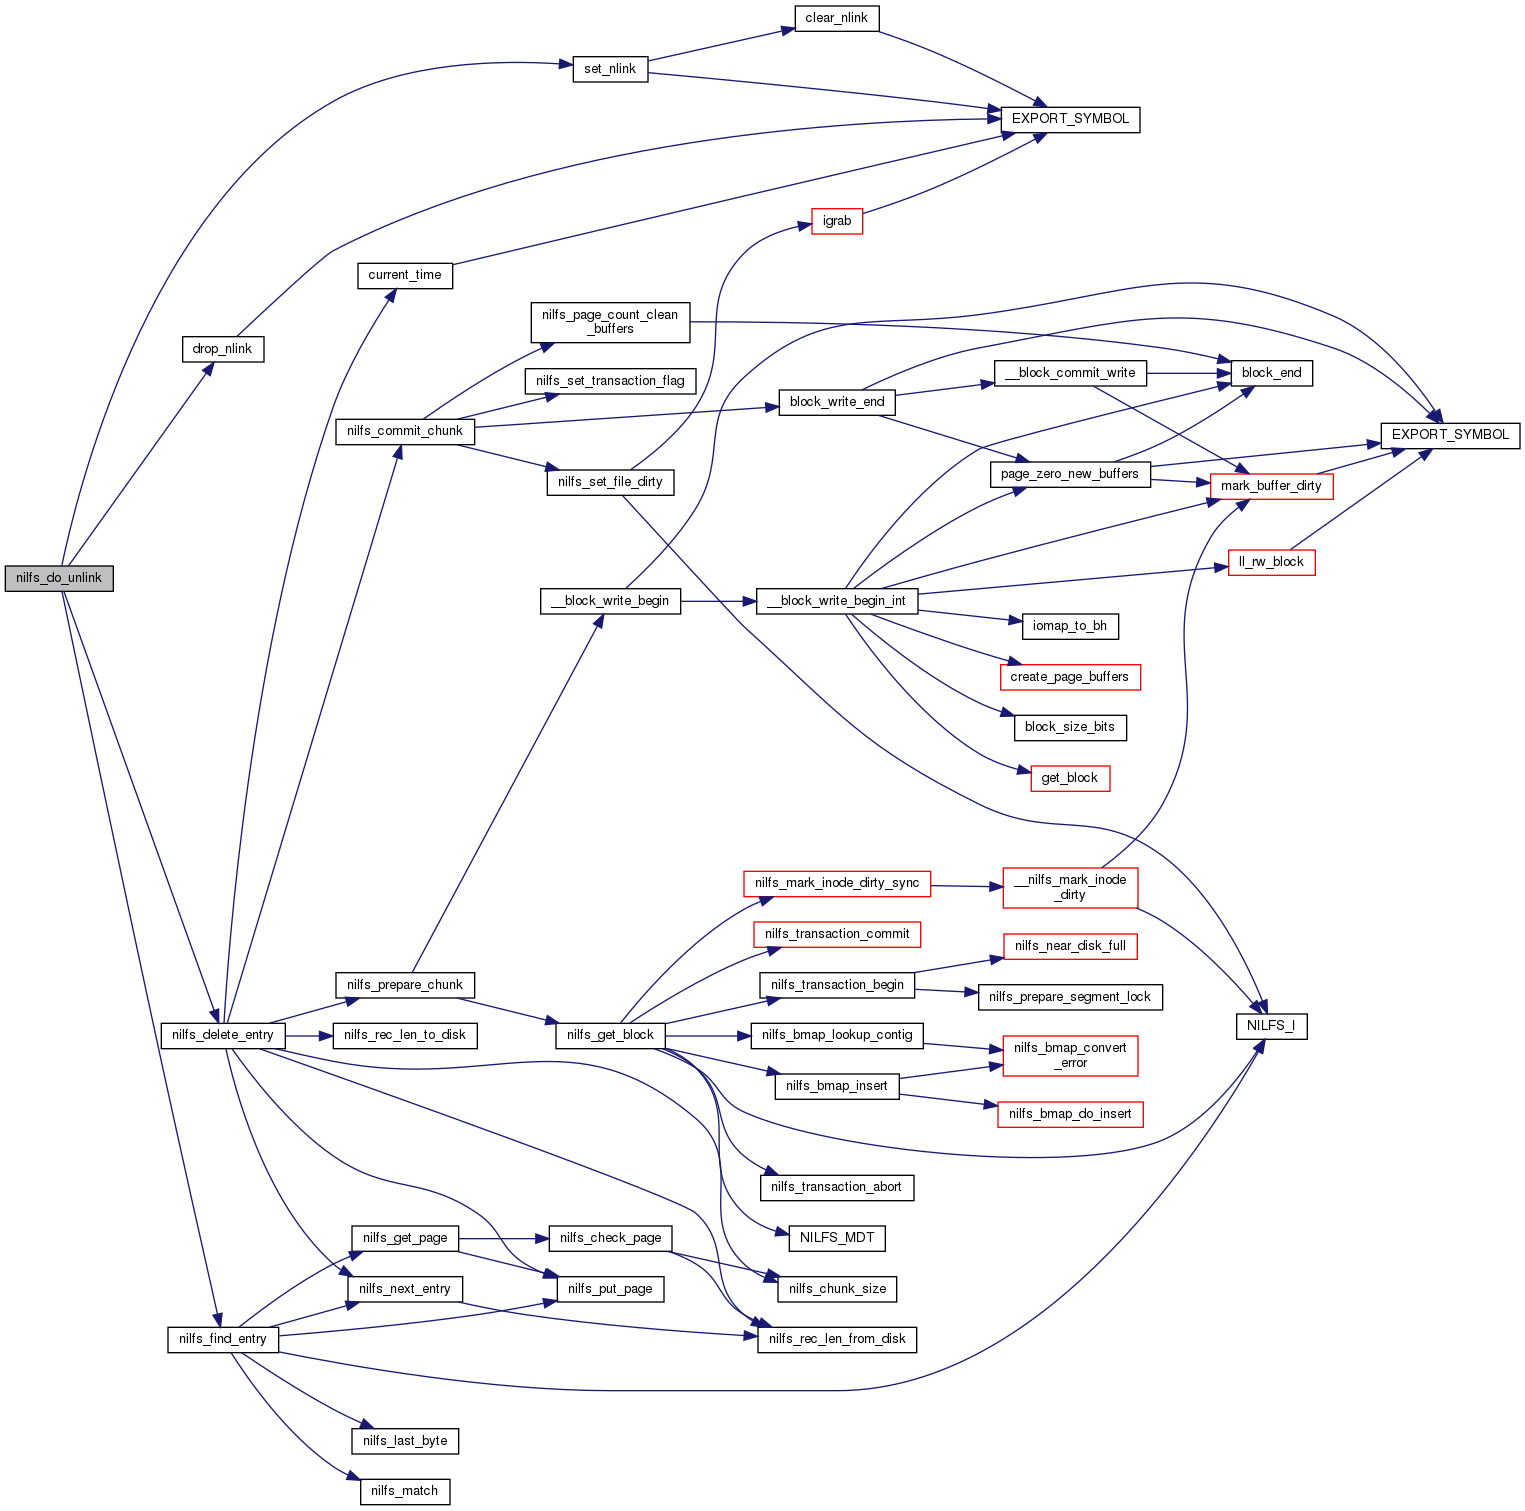 clear_nlink
set_nlink
EXPORT_SYMBOL
igrab
current_time
nilfs_page_count_clean
_buffers
drop_nlink
nilfs_set_transaction_flag
__block_commit_write
block_end
block_write_end
nilfs_commit_chunk
EXPORT_SYMBOL
page_zero_new_buffers
nilfs_set_file_dirty
mark_buffer_dirty
ll_rw_block
nilfs_do_unlink
__block_write_begin
__block_write_begin_int
iomap_to_bh
create_page_buffers
block_size_bits
get_block
nilfs_mark_inode_dirty_sync
__nilfs_mark_inode
_dirty
nilfs_transaction_commit
nilfs_near_disk_full
nilfs_prepare_chunk
nilfs_transaction_begin
nilfs_prepare_segment_lock
nilfs_delete_entry
nilfs_rec_len_to_disk
nilfs_get_block
nilfs_bmap_lookup_contig
NILFS_I
nilfs_bmap_convert
_error
nilfs_bmap_insert
nilfs_bmap_do_insert
nilfs_transaction_abort
nilfs_get_page
nilfs_check_page
NILFS_MDT
nilfs_next_entry
nilfs_put_page
nilfs_chunk_size
nilfs_find_entry
nilfs_rec_len_from_disk
nilfs_last_byte
nilfs_match